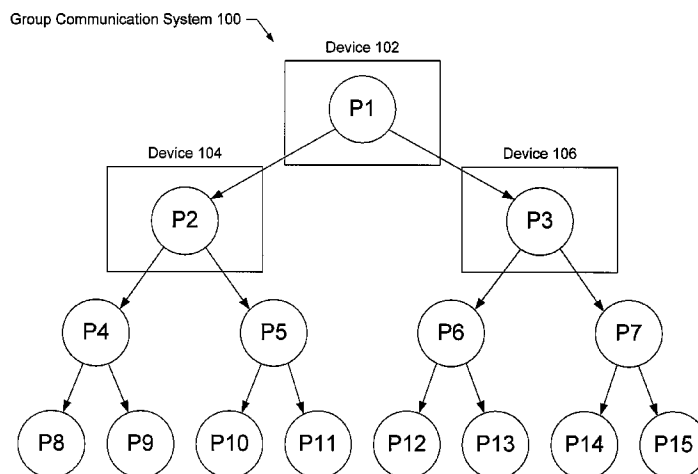 Group Communication System 100
Device 102
P1
Device 104
Device 106
P2
P3
P4
P5
P6
P7
P8
P9
P10
P11
P12
P13
P14
P15